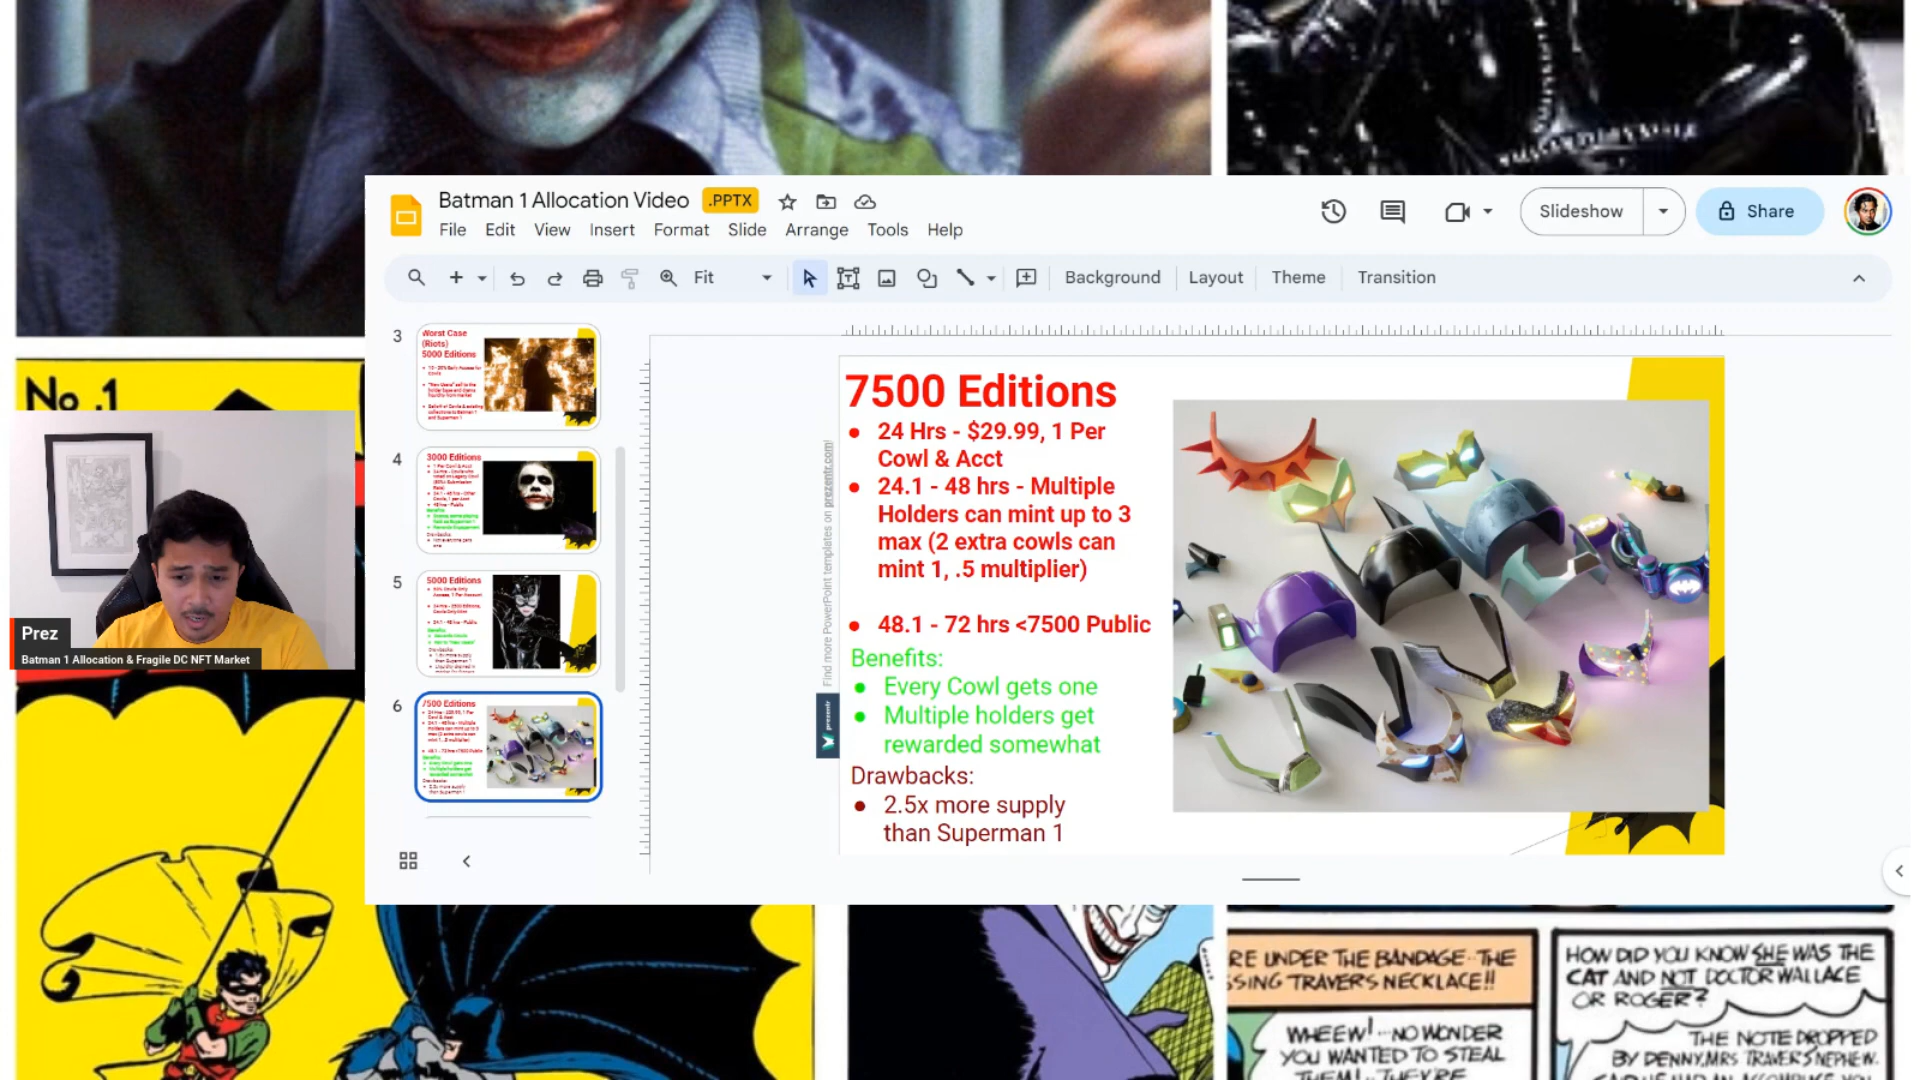 No.1
Batman 1 Allocation Video
.PPTX
File Edit View Insert Format Slide Arrange Tools Help
Slideshow
Share
Fit
Background
Layout
Theme
Transition
3
Worst Case
(Riots)
5000 Editions
4
3000 Editions
5
5000 Editions
6
7500 Editions
Find more PowerPoint templates on prezentr.com!
prezentr
7500 Editions
24 Hrs - $29.99, 1 Per
Cowl & Acct
24.1 - 48 hrs - Multiple
Holders can mint up to 3
max (2 extra cowls can
mint 1, .5 multiplier)
48.1 - 72 hrs <7500 Public
Benefits:
Every Cowl gets one
Multiple holders get
rewarded somewhat
Drawbacks:
2.5x more supply
than Superman 1
Prez
Batman 1 Allocation & Fragile DC NFT Market
RE UNDER THE BANDAGE--THE
SSING TRAVERS NECKLACE!!
WHEEW!--NO WONDER
YOU WANTED TO STEAL
THEM!
HOW DID YOU KNOW SHE WAS THE
CAT AND NOT DOCTOR WALLACE
OR ROGER?
THE NOTE DROPPED
BY DENNY, MRS TRAVERS NEPHEW.